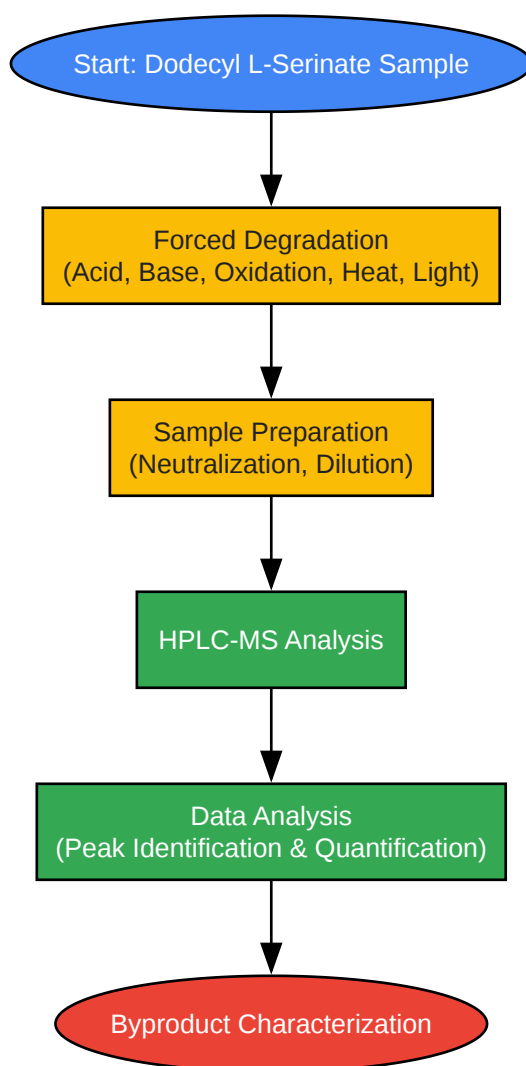 Start: Dodecyl L-Serinate Sample
Forced Degradation
(Acid, Base, Oxidation, Heat, Light)
Sample Preparation
(Neutralization, Dilution)
HPLC-MS Analysis
Data Analysis
(Peak Identification & Quantification)
Byproduct Characterization